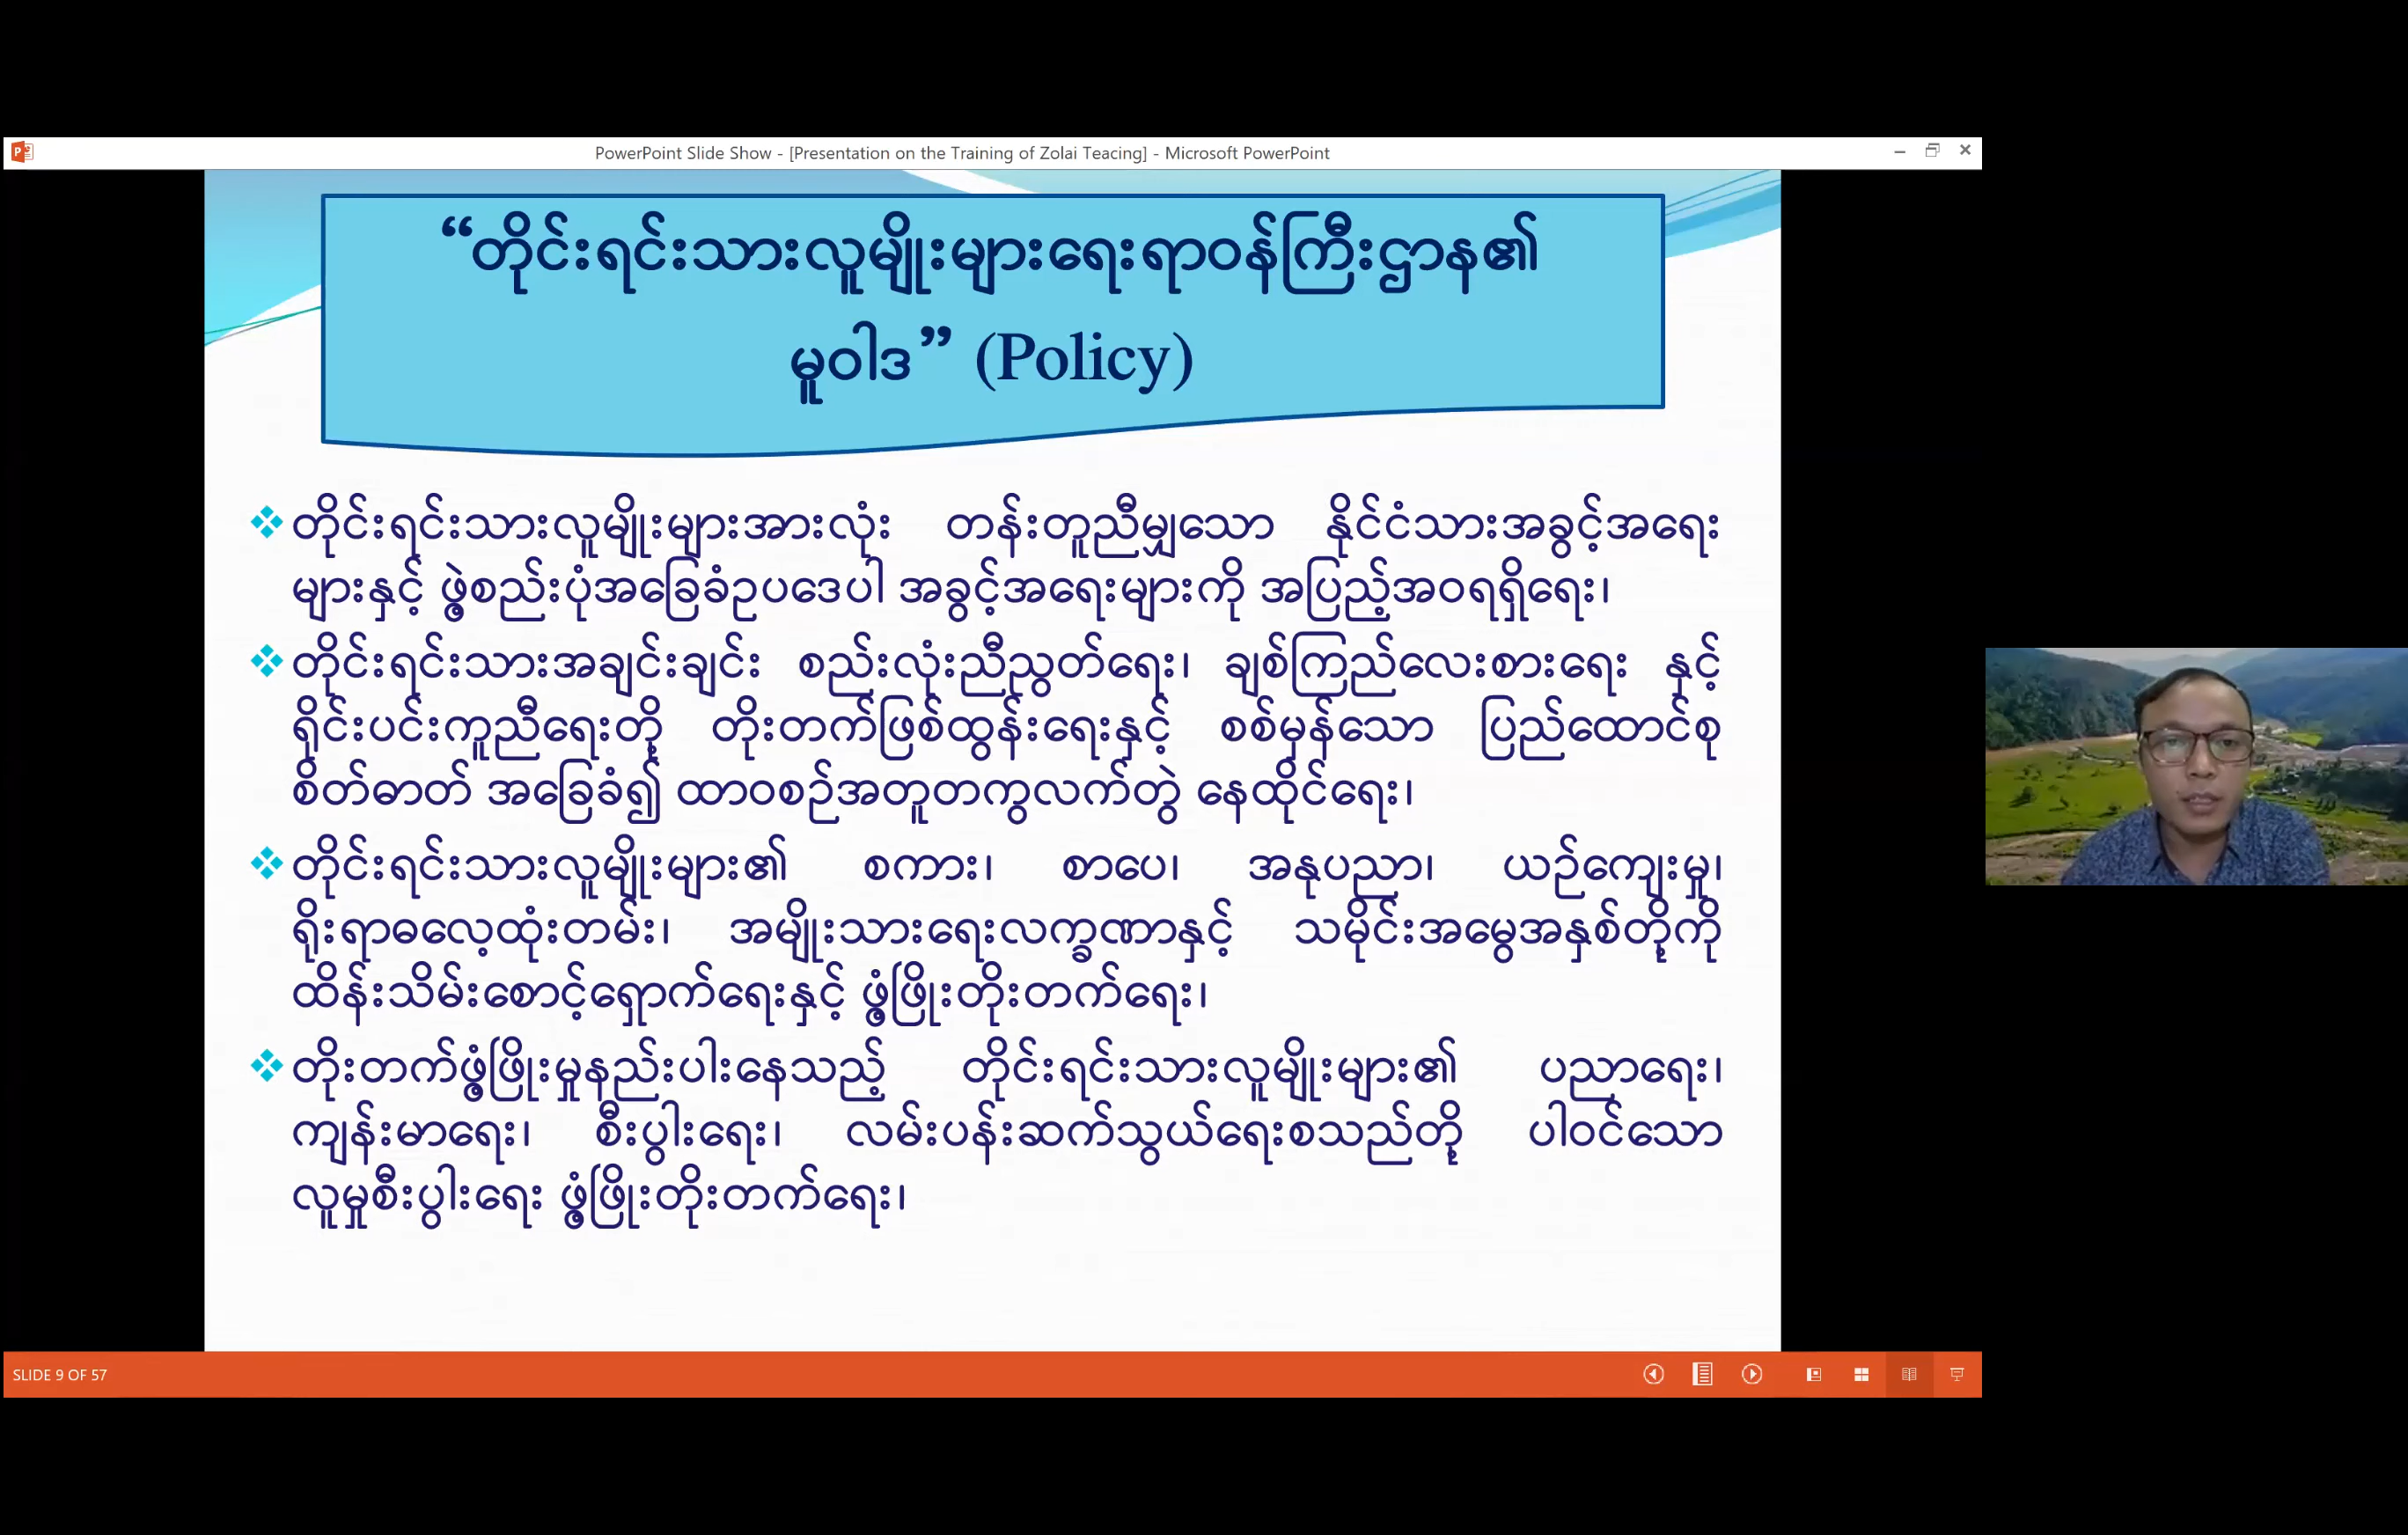 PowerPoint Slide Show - [Presentation on the Training of Zolai Teacing] - Microsoft PowerPoint
“တိုင်းရင်းသားလူမျိုးများရေးရာဝန်ကြီးဌာန၏
မူဝါဒ” (Policy)
တိုင်းရင်းသားလူမျိုးများအားလုံး တန်းတူညီမျှသော နိုင်ငံသားအခွင့်အရေး
များနှင့် ဖွဲ့စည်းပုံအခြေခံဥပဒေပါ အခွင့်အရေးများကို အပြည့်အဝရရှိရေး၊
တိုင်းရင်းသားအချင်းချင်း စည်းလုံးညီညွတ်ရေး၊ ချစ်ကြည်လေးစားရေး နှင့်
ရိုင်းပင်းကူညီရေးတို့ တိုးတက်ဖြစ်ထွန်းရေးနှင့် စစ်မှန်သော ပြည်ထောင်စု
စိတ်ဓာတ် အခြေခံ၍ ထာဝစဉ်အတူတကွလက်တွဲ နေထိုင်ရေး၊
တိုင်းရင်းသားလူမျိုးများ၏ စကား၊ စာပေ၊ အနုပညာ၊ ယဉ်ကျေးမှု၊
ရိုးရာဓလေ့ထုံးတမ်း၊ အမျိုးသားရေးလက္ခဏာနှင့် သမိုင်းအမွေအနှစ်တို့ကို
ထိန်းသိမ်းစောင့်ရှောက်ရေးနှင့် ဖွံ့ဖြိုးတိုးတက်ရေး၊
တိုးတက်ဖွံ့ဖြိုးမှုနည်းပါးနေသည့် တိုင်းရင်းသားလူမျိုးများ၏ ပညာရေး၊
ကျန်းမာရေး၊ စီးပွါးရေး၊ လမ်းပန်းဆက်သွယ်ရေးစသည်တို့ ပါဝင်သော
လူမှုစီးပွါးရေး ဖွံ့ဖြိုးတိုးတက်ရေး၊
SLIDE 9 OF 57